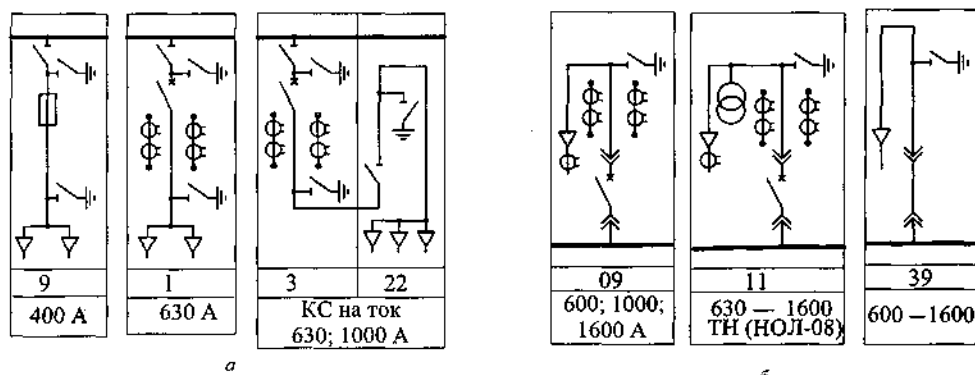 9
400 А
1
630 А
3
22
КС на ток
630; 1000 А
а
09
600; 1000;
1600 А
11
630 — 1600
ТН (НОЛ-08)
39
600 – 1600
б